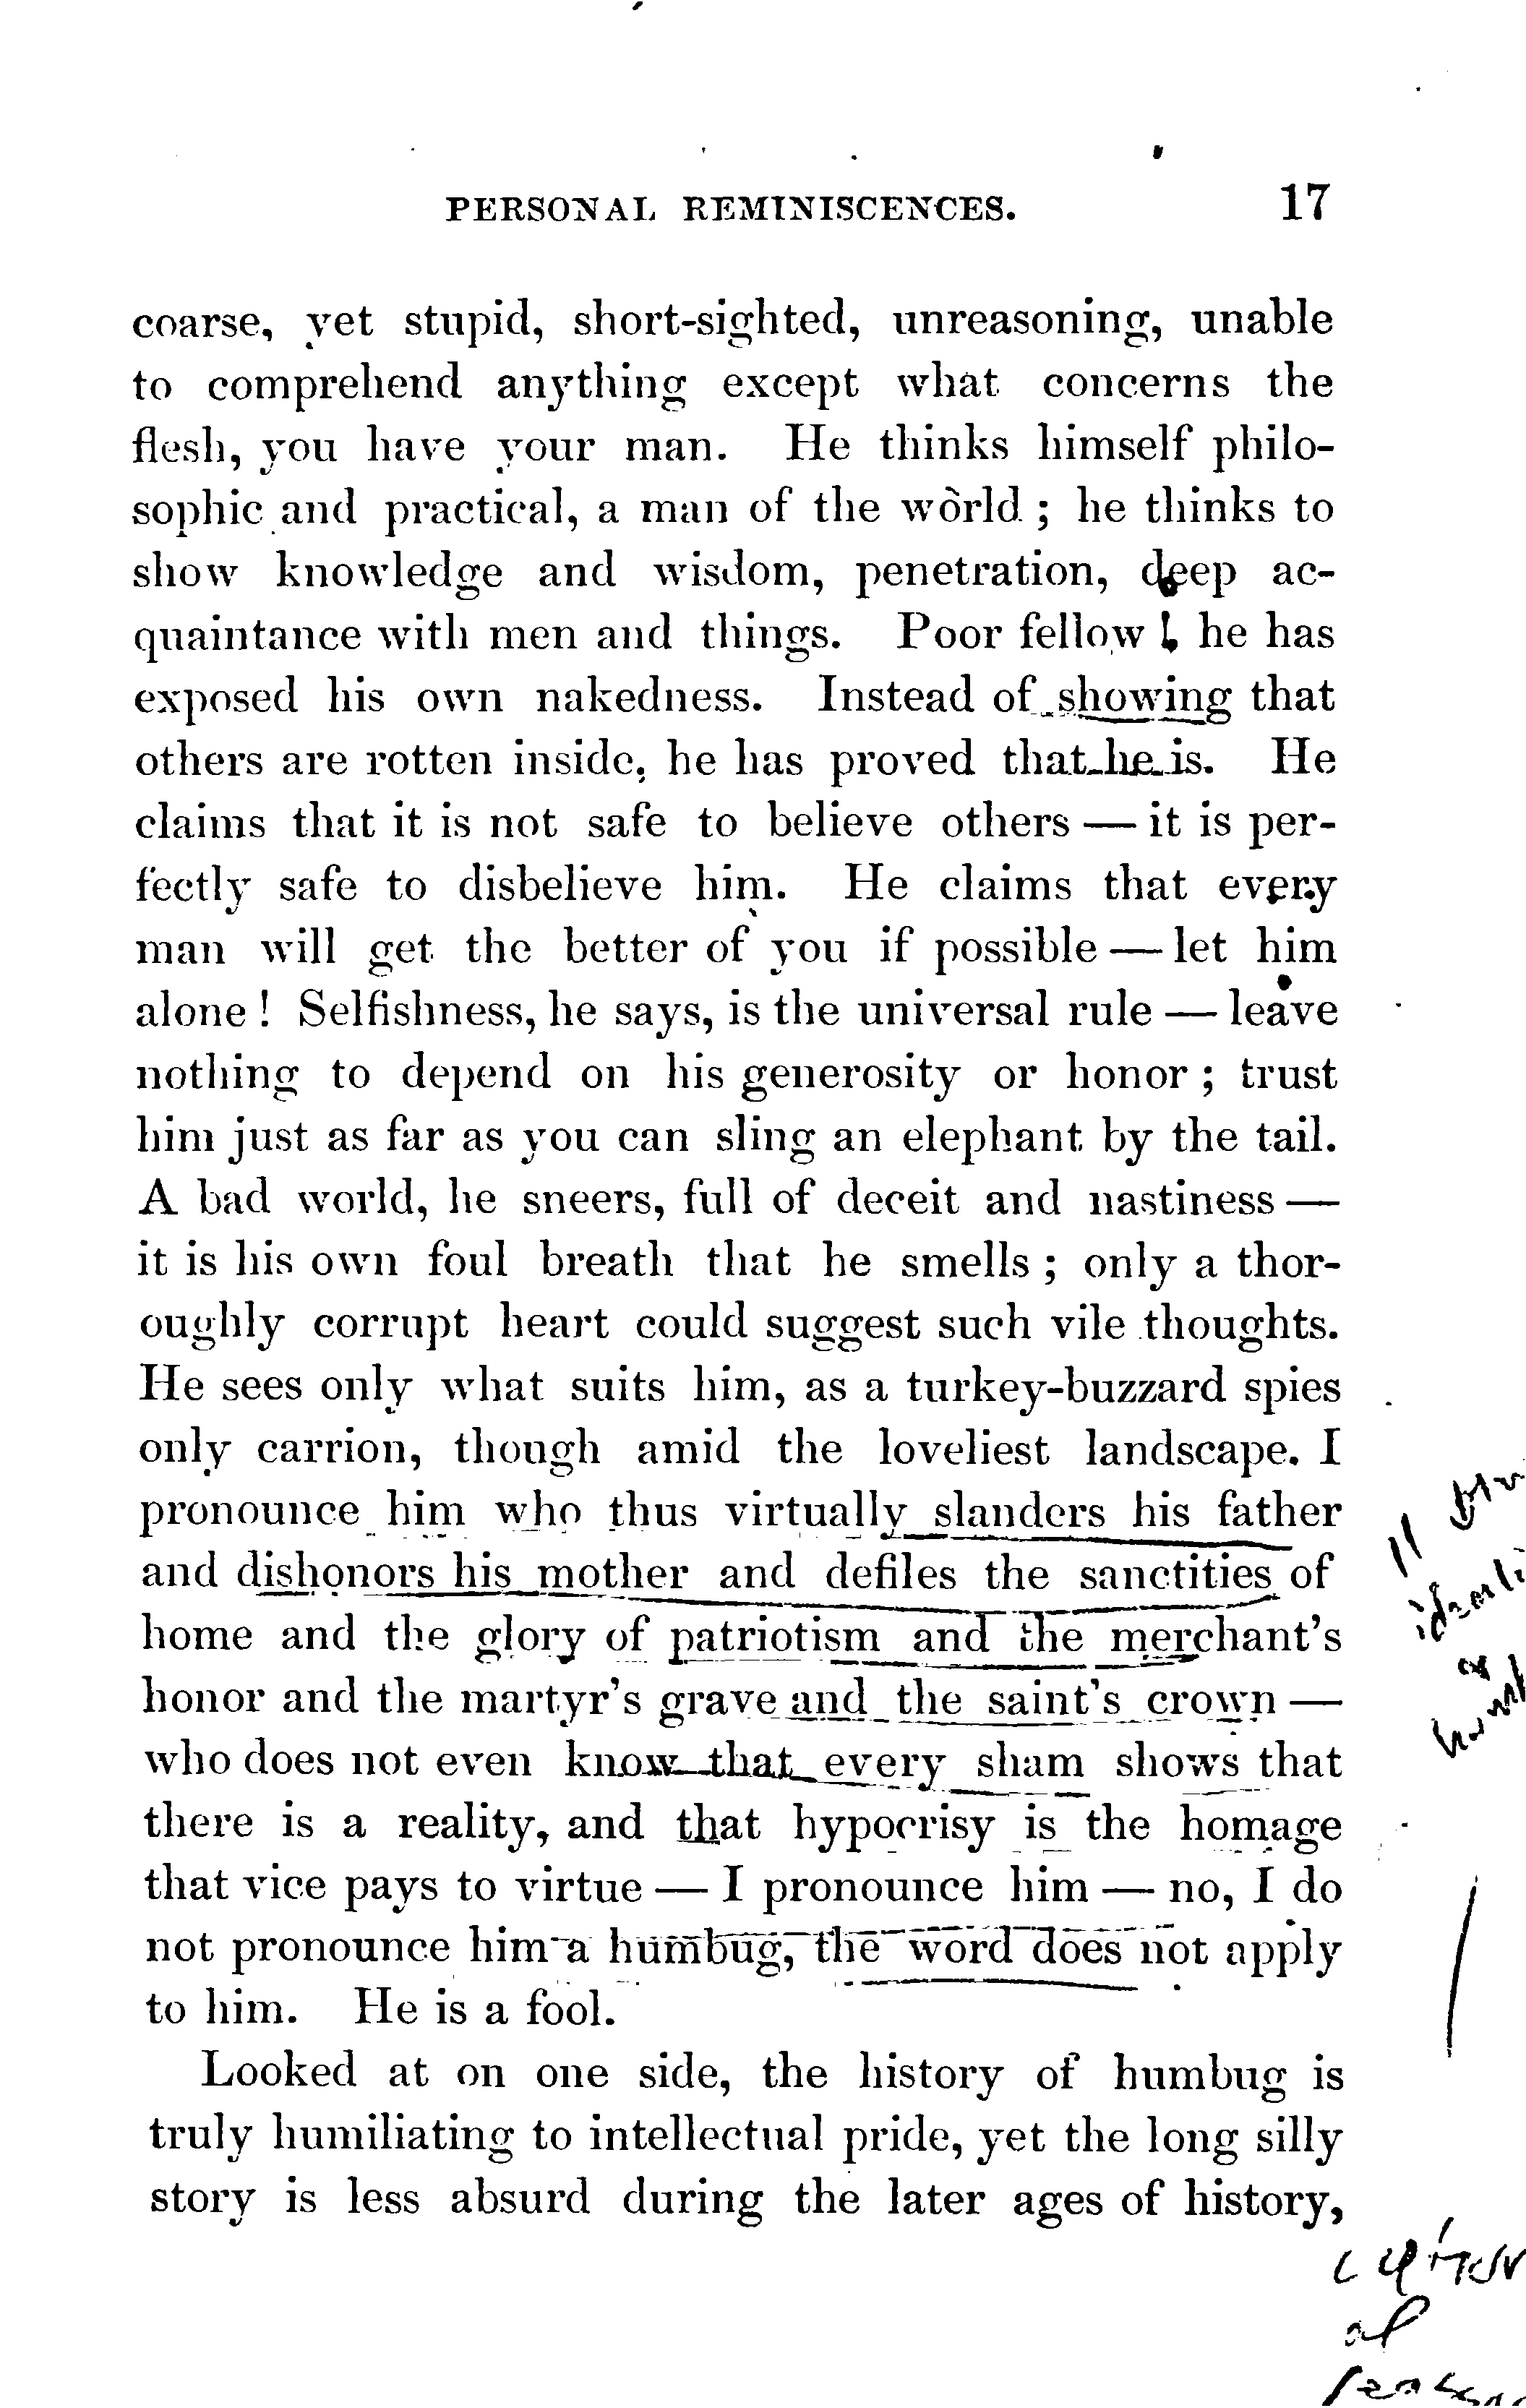 PERSONAL REMINISCENCES. 17
coarse, yet stupid, short-sighted, unreasoning, unable
to comprehend anything except what concerns the
flesh, you have your man. He thinks himself philo-
sophic and practical, a man of the world ; he thinks to
show knowledge and wisdom, penetration, deep ac-
quaintance with men and things. Poor fellow ! he has
exposed his own nakedness. Instead of showing that
others are rotten inside, he has proved that he is. He
claims that it is not safe to believe others — it is per-
fectly safe to disbelieve him. He claims that every
man will get the better of you if possible — let him
alone ! Selfishness, he says, is the universal rule — leave
nothing to depend on his generosity or honor ; trust
him just as far as you can sling an elephant by the tail.
A bad world, he sneers, full of deceit and nastiness —
it is his own foul breath that he smells ; only a thor-
oughly corrupt heart could suggest such vile thoughts.
He sees only what suits him, as a turkey-buzzard spies
only carrion, though amid the loveliest landscape. I
pronounce him who thus virtually slanders his father
and dishonors his mother and defiles the sanctities of
home and the glory of patriotism and the merchant's
honor and the martyr's grave and the saint's crown —
who does not even know that every sham shows that
there is a reality, and that hypocrisy is the homage
that vice pays to virtue — I pronounce him — no, I do
not pronounce him a humbug, the word does not apply
to him. He is a fool.
Looked at on one side, the history of humbug is
truly humiliating to intellectual pride, yet the long silly
story is less absurd during the later ages of history,